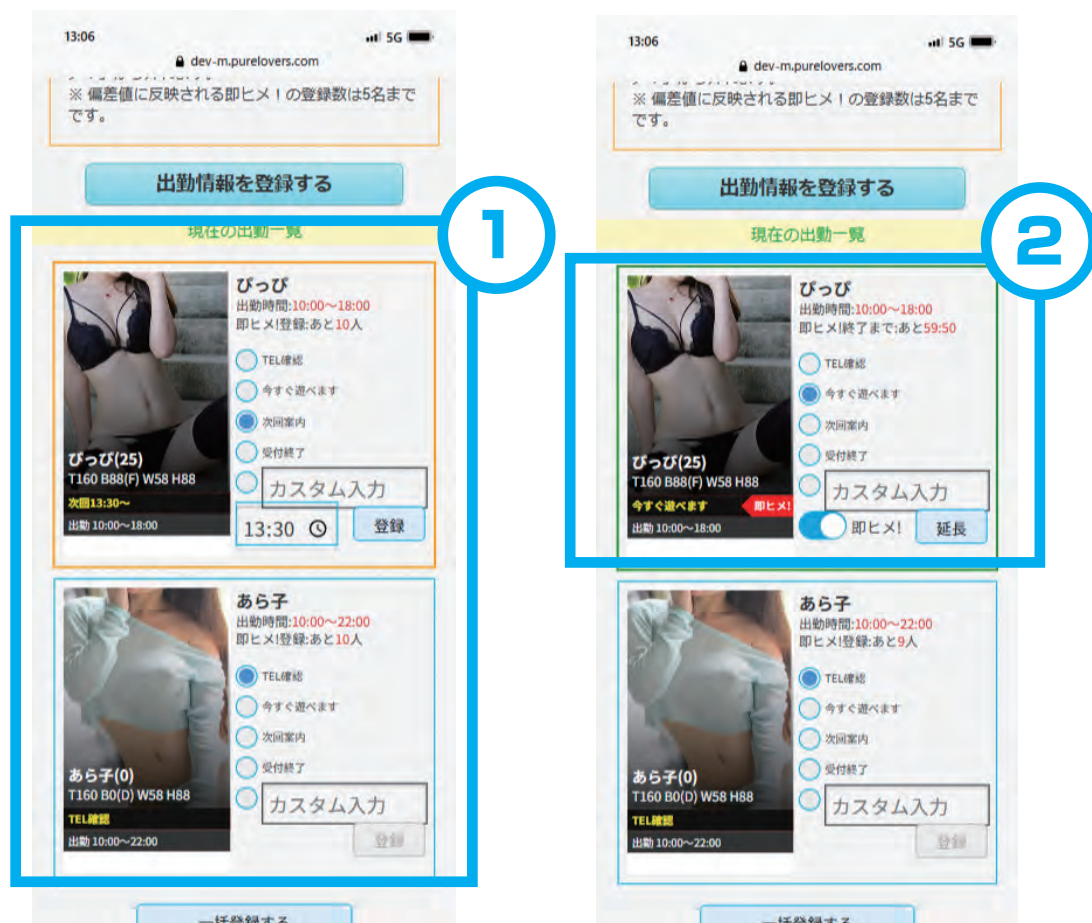 13:06
5G
dev-m.purelovers.com
※ 偏差値に反映される即ヒメ！の登録数は5名まで
です。
出勤情報を登録する
現在の出勤一覧
1
ぴっぴ
出勤時間:10:00～18:00
即ヒメ!登録:あと10人
TEL確認
今すぐ遊べます
次回案内
受付終了
カスタム入力
13:30
登録
ぴっぴ(25)
T160 B88(F) W58 H88
次回13:30～
出勤 10:00～18:00
あら子
出勤時間:10:00～22:00
即ヒメ!登録:あと10人
TEL確認
今すぐ遊べます
次回案内
受付終了
カスタム入力
登録
あら子(0)
T160 B0(D) W58 H88
TEL確認
出勤 10:00～22:00
一括登録する
13:06
5G
dev-m.purelovers.com
※ 偏差値に反映される即ヒメ！の登録数は5名まで
です。
出勤情報を登録する
現在の出勤一覧
2
ぴっぴ
出勤時間:10:00～18:00
即ヒメ!終了まで:あと59:50
TEL確認
今すぐ遊べます
次回案内
受付終了
カスタム入力
即ヒメ!
延長
ぴっぴ(25)
T160 B88(F) W58 H88
今すぐ遊べます
即ヒメ!
出勤 10:00～18:00
あら子
出勤時間:10:00～22:00
即ヒメ!登録:あと9人
TEL確認
今すぐ遊べます
次回案内
受付終了
カスタム入力
登録
あら子(0)
T160 B0(D) W58 H88
TEL確認
出勤 10:00～22:00
一括登録する